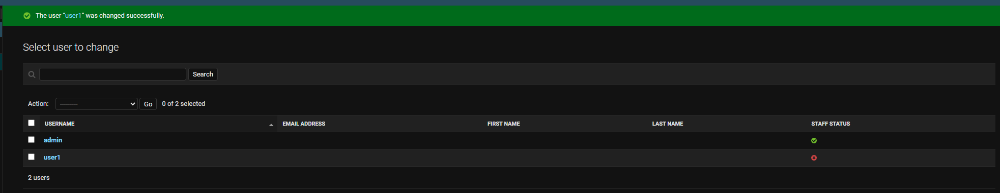 The user “user1” was changed successfully.
Select user to change
Search
Action: --------- Go 0 of 2 selected
USERNAME EMAIL ADDRESS FIRST NAME LAST NAME STAFF STATUS
admin
user1
2 users